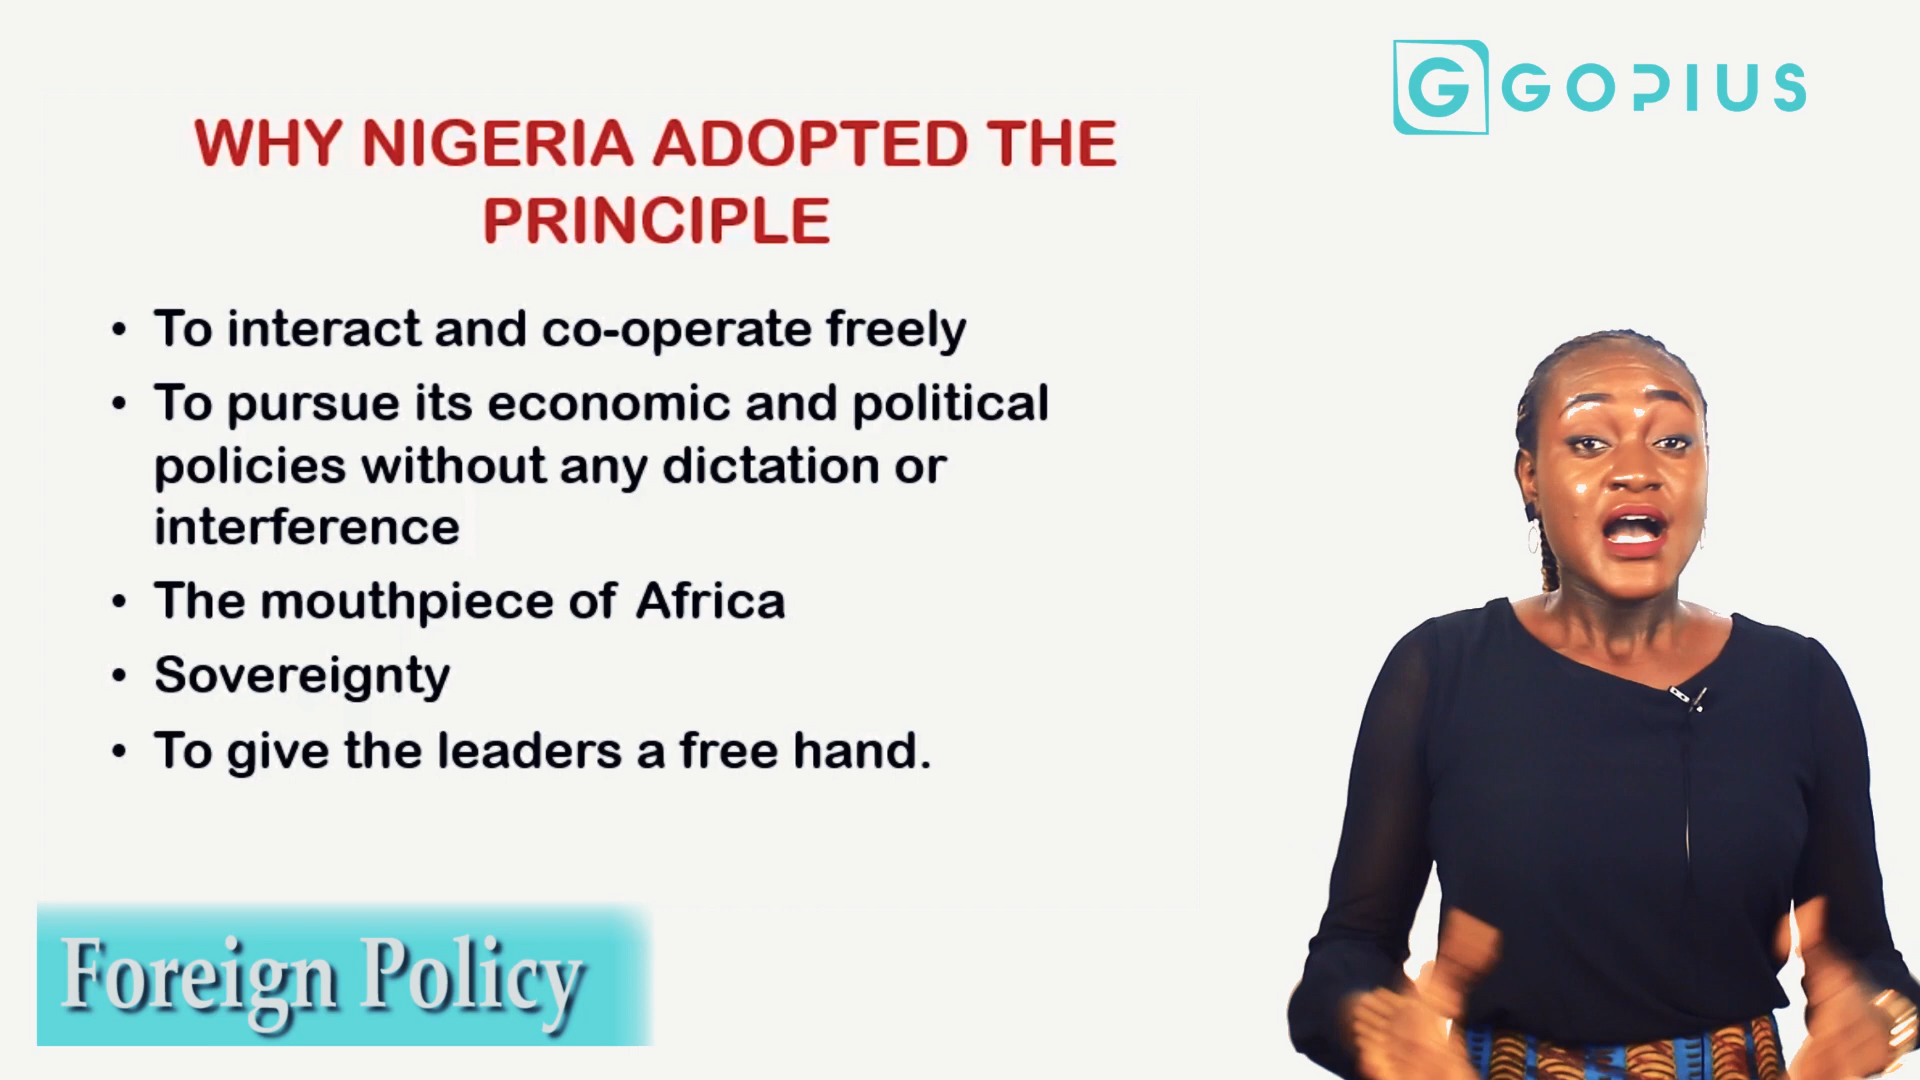 GOPIUS
WHY NIGERIA ADOPTED THE
PRINCIPLE
• To interact and co-operate freely
• To pursue its economic and political
policies without any dictation or
interference
• The mouthpiece of Africa
• Sovereignty
• To give the leaders a free hand.
Foreign Policy